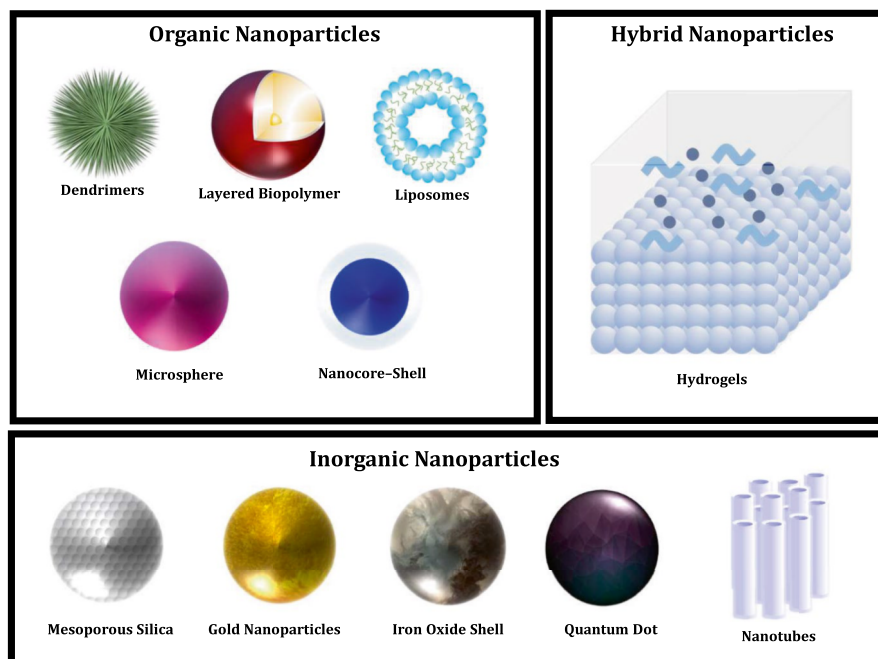 Organic Nanoparticles
Dendrimers
Layered Biopolymer
Liposomes
Microsphere
Nanocore–Shell
Hybrid Nanoparticles
Hydrogels
Inorganic Nanoparticles
Mesoporous Silica
Gold Nanoparticles
Iron Oxide Shell
Quantum Dot
Nanotubes